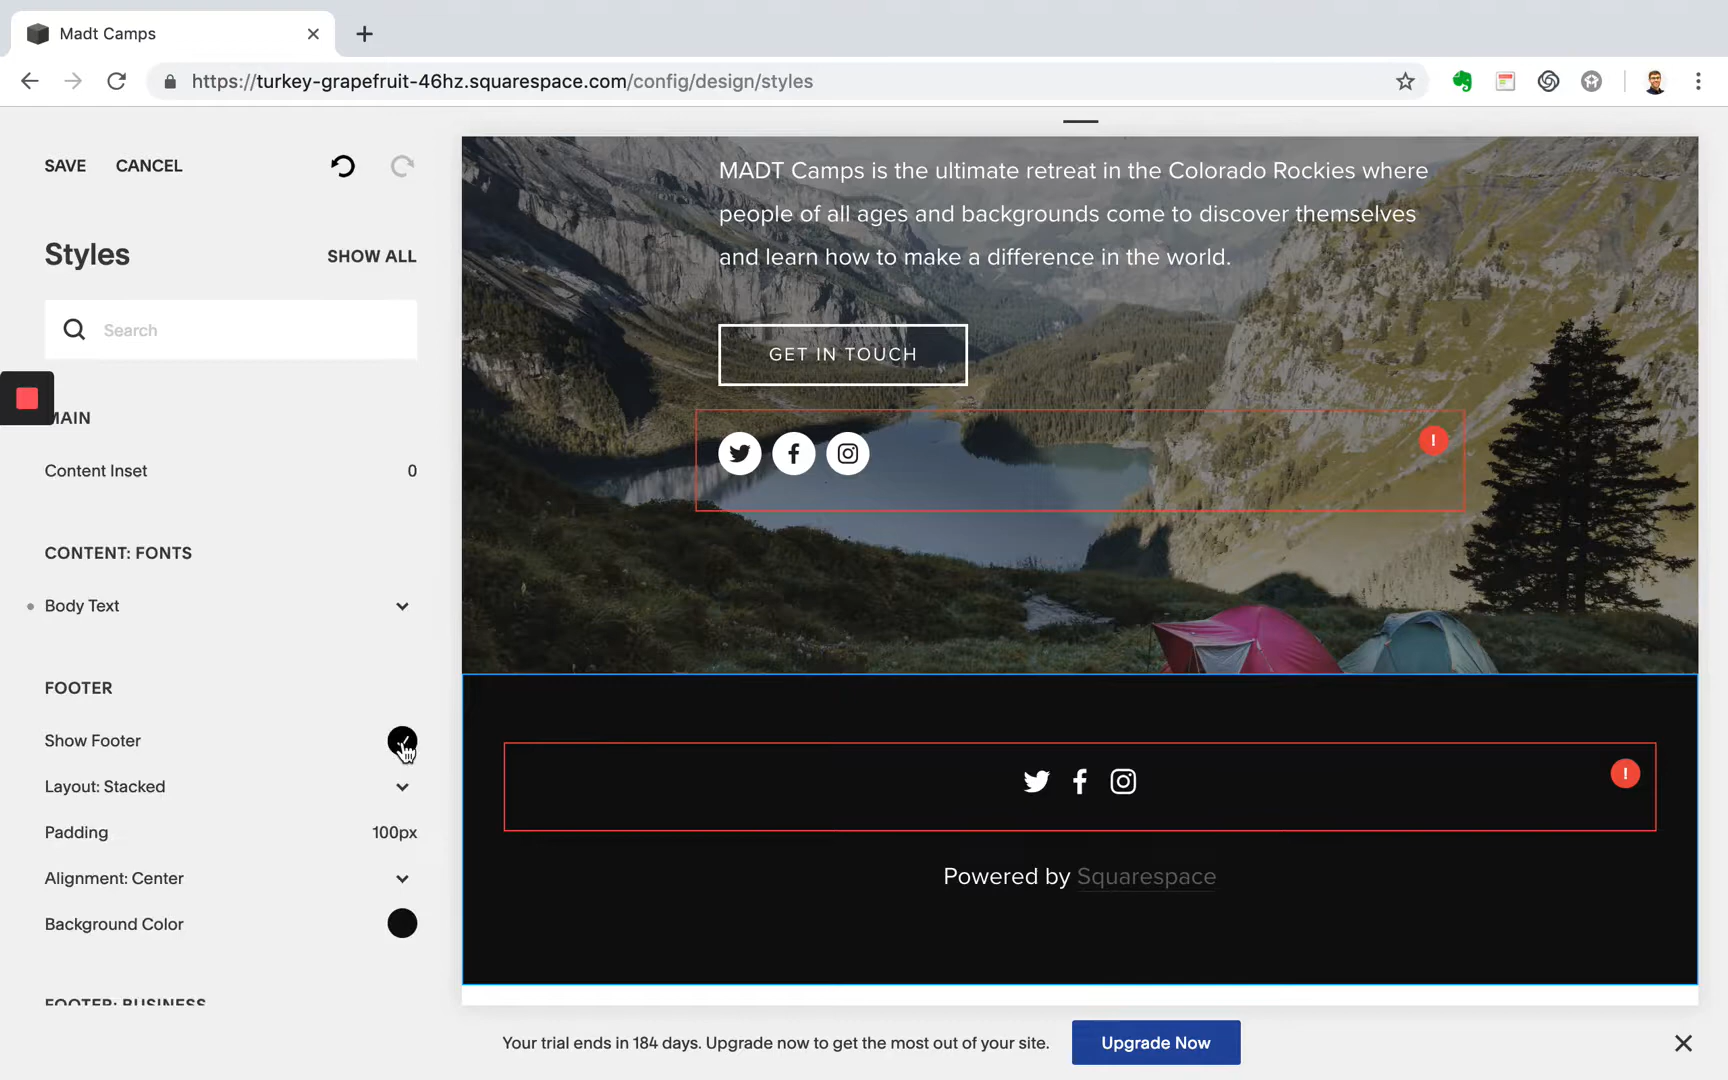 Madt Camps
https://turkey-grapefruit-46hz.squarespace.com/config/design/styles
SAVE CANCEL
Styles SHOW ALL
Search
MAIN
Content Inset 0
CONTENT: FONTS
Body Text
FOOTER
Show Footer
Layout: Stacked
Padding 100px
Alignment: Center
Background Color
FOOTER: BUSINESS
MADT Camps is the ultimate retreat in the Colorado Rockies where
people of all ages and backgrounds come to discover themselves
and learn how to make a difference in the world.
GET IN TOUCH
!
!
Powered by Squarespace
Your trial ends in 184 days. Upgrade now to get the most out of your site.
Upgrade Now